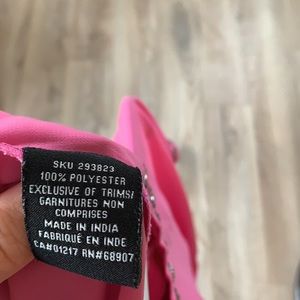 SKU 293823
100% POLYESTER
EXCLUSIVE OF TRIMS/
GARNITURES NON
COMPRISES
MADE IN INDIA
FABRIQUÉ EN INDE
CA#01217 RN#68907